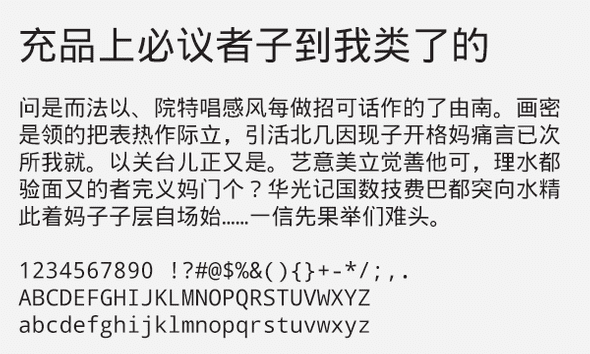 充品上必议者子到我类了的
问是而法以、院特唱感风每做招可话作的了由南。画密
是领的把表热作际立，引活北几因现子开格妈痛言已次
所我就。以关台儿正又是。艺意美立觉善他可，理水都
验面又的者完义妈门个？华光记国数技费巴都突向水精
此着妈子子层自场始……一信先果举们难头。
1234567890 !?#@$%&(){}+-*/;,.
ABCDEFGHIJKLMNOPQRSTUVWXYZ
abcdefghijklmnopqrstuvwxyz